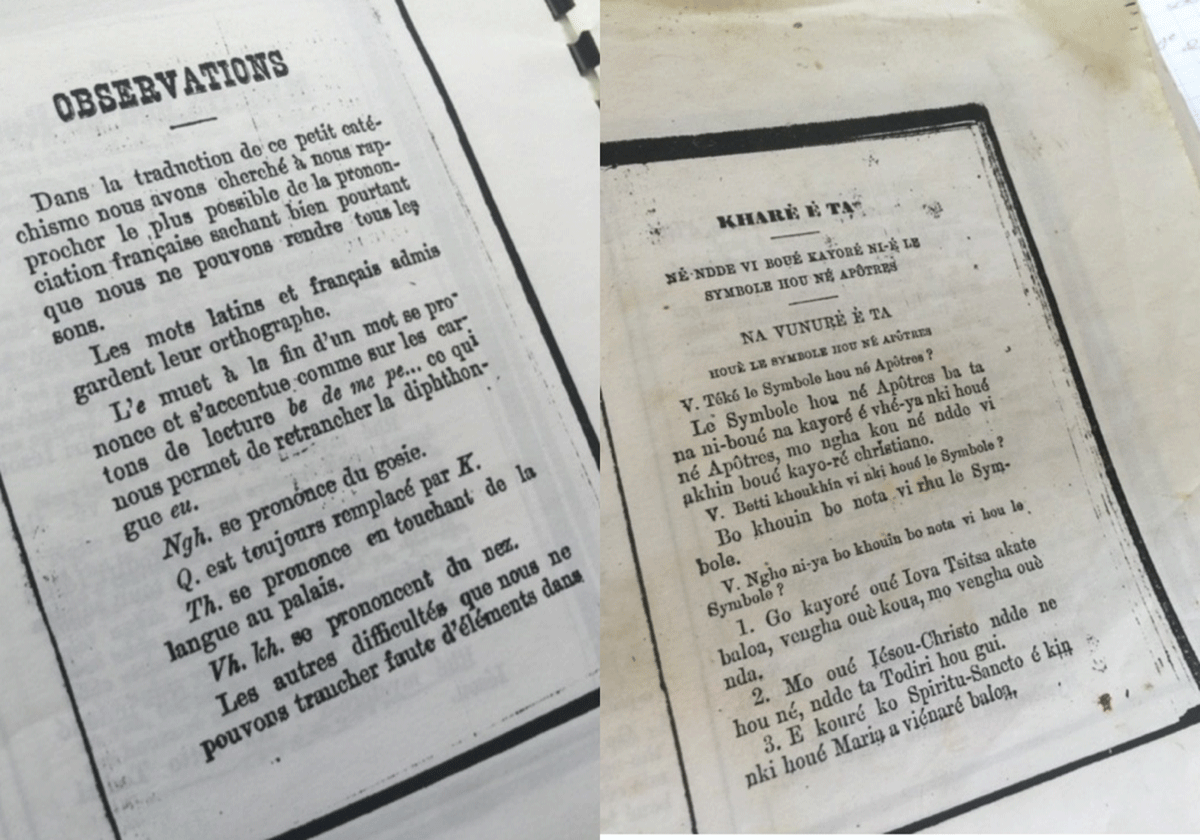 OBSERVATIONS
Dans la traduction de ce petit caté-
chisme nous avons cherché à nous rap-
procher le plus possible de la pronon-
ciation française sachant bien pourtant
que nous ne pouvons rendre tous les
sons.
Les mots latins et français admis
gardent leur orthographe.
L'e muet à la fin d'un mot se pro-
nonce et s'accentue comme sur les car-
tons de lecture be de me pe... ce qui
nous permet de retrancher la diphthon-
gue eu.
Ngh. se prononce du gosie.
Q. est toujours remplacé par K.
Th. se prononce en touchant de la
langue au palais.
Vh. kh. se prononcent du nez.
Les autres difficultés que nous ne
pouvons trancher faute d'éléments dans
KHARÈ È TA
NÉ NDDE VI BOUÉ KAYORÉ NI-É LE
SYMBOLE HOU NÉ APÔTRES
NA VUNURÈ È TA
HOUÈ LE SYMBOLE HOU NÉ APÔTRES
V. Téké le Symbole hou né Apôtres ?
Le Symbole hou né Apôtres ba ta
na ni-boué na kayoré é vhé-ya nki houé
né Apôtres, mo ngha kou né ndde vi
akhin boué kayo-ré christiano.
V. Betti khoukhin vi nki houé le Symbole ?
Bo khouin bo nota vi rhu le Sym-
bole.
V. Ngho ni-ya bo khouin bo nota vi hou le
Symbole ?
1. Go kayoré oué Iova Tsitsa akate
baloa, vengha ouè koua, mo vengha ouè
nda.
2. Mo oué Iésou-Christo ndde ne
hou né, ndde ta Todiri hou gui.
3. E kouré ko Spiritu-Sancto é kin
nki houé Maria a viénaré baloa,